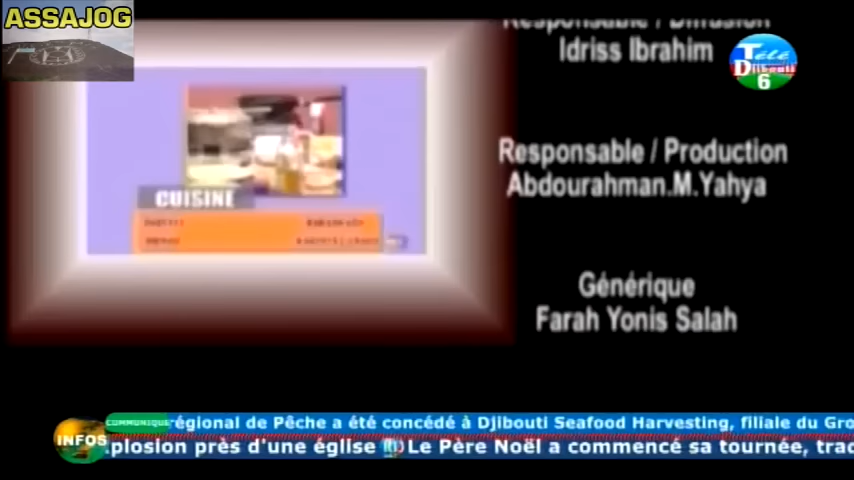 ASSAJOG
Responsable / Diffusion
Idriss Ibrahim
Télé
Djibouti
6
Responsable / Production
Abdourahman.M.Yahya
CUISINE
Générique
Farah Yonis Salah
COMMUNIQUÉ régional de Pêche a été concédé à Djibouti Seafood Harvesting, filiale du Gro
INFOS
plosion près d'une église Le Père Noël a commencé sa tournée, trad